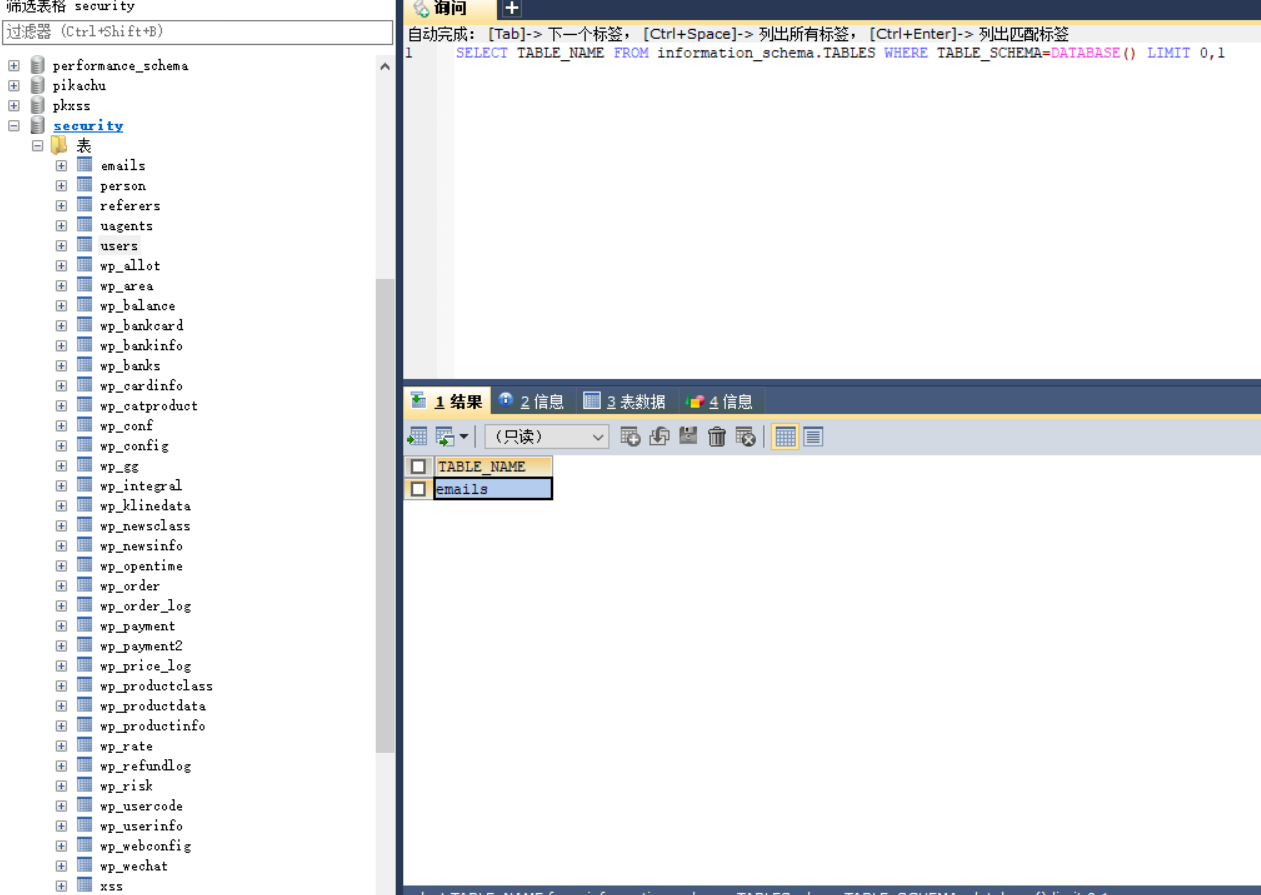 筛选表格 security
过滤器 (Ctrl+Shift+B)
performance_schema
pikachu
pkxss
security
表
emails
person
referers
uagents
users
wp_allot
wp_area
wp_balance
wp_bankcard
wp_bankinfo
wp_banks
wp_cardinfo
wp_catproduct
wp_conf
wp_config
wp_gg
wp_integral
wp_klinedata
wp_newsclass
wp_newsinfo
wp_opentime
wp_order
wp_order_log
wp_payment
wp_payment2
wp_price_log
wp_productclass
wp_productdata
wp_productinfo
wp_rate
wp_refundlog
wp_risk
wp_usercode
wp_userinfo
wp_webconfig
wp_wechat
xss
询问
自动完成: [Tab]-> 下一个标签, [Ctrl+Space]-> 列出所有标签, [Ctrl+Enter]-> 列出匹配标签
1 SELECT TABLE_NAME FROM information_schema.TABLES WHERE TABLE_SCHEMA=DATABASE() LIMIT 0,1
1 结果 2 信息 3 表数据 4 信息
(只读)
TABLE_NAME
emails